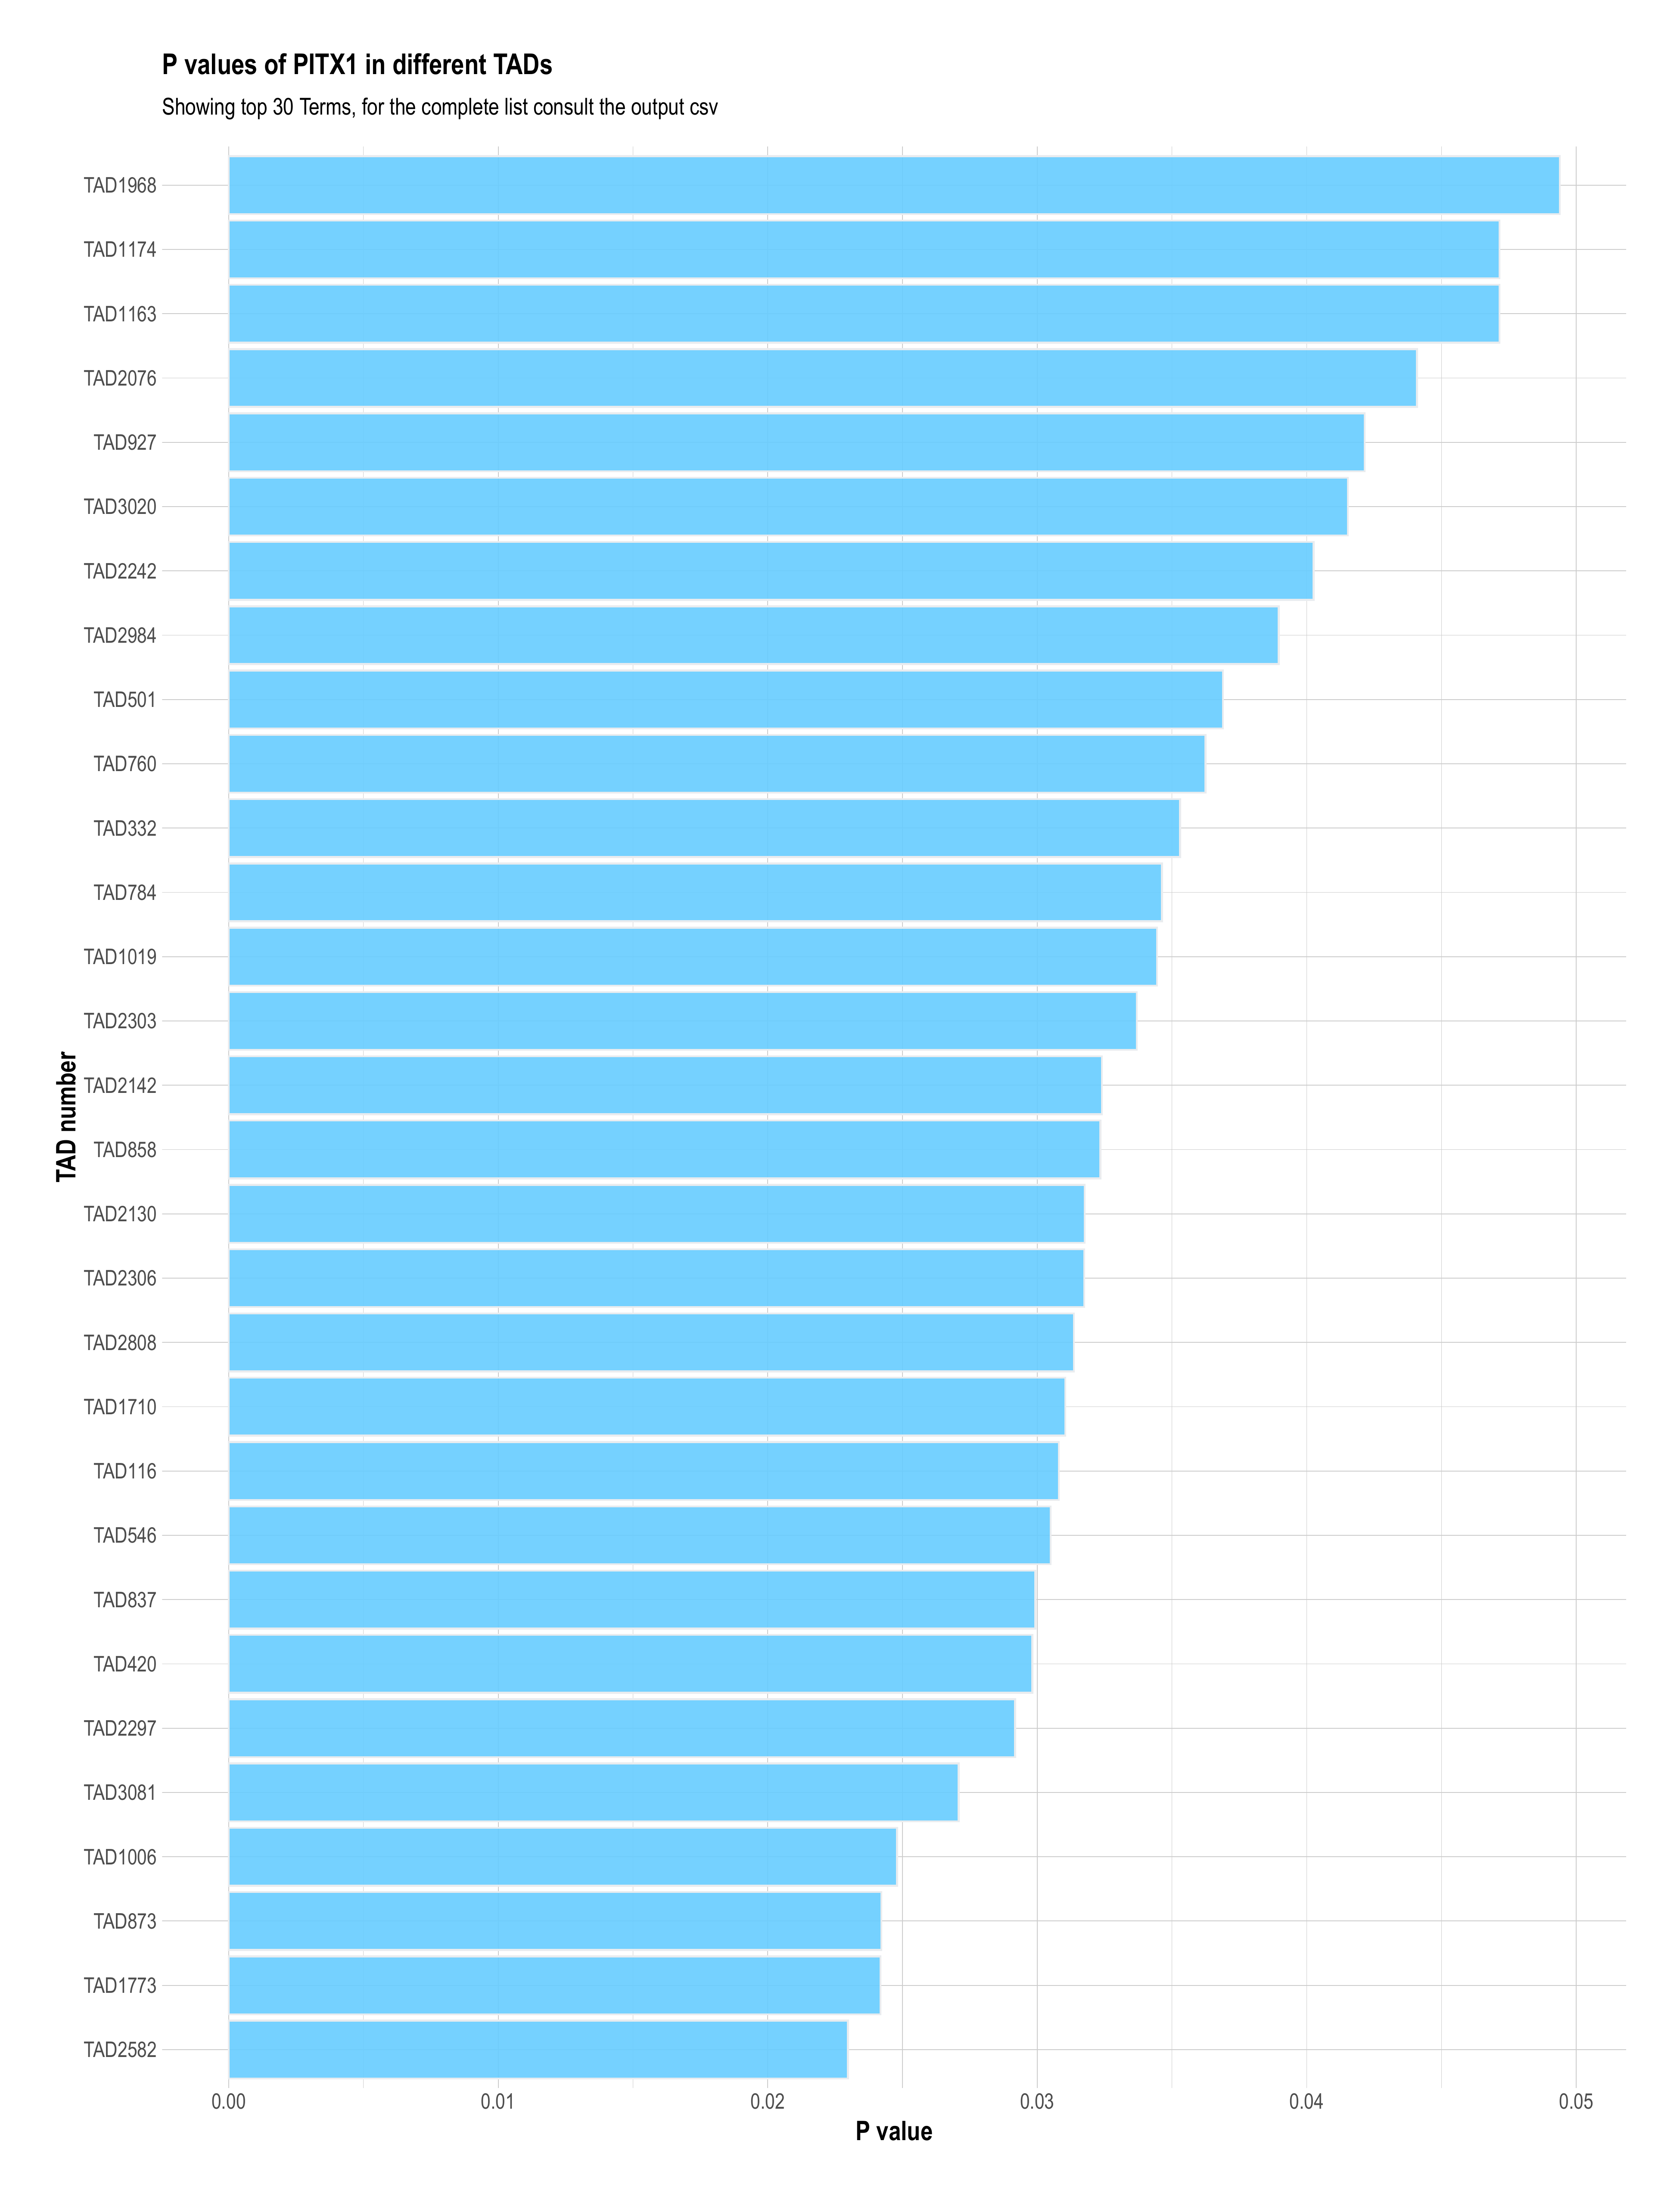 P values of PITX1 in different TADs
Showing top 30 Terms, for the complete list consult the output csv
TAD number
TAD1968
TAD1174
TAD1163
TAD2076
TAD927
TAD3020
TAD2242
TAD2984
TAD501
TAD760
TAD332
TAD784
TAD1019
TAD2303
TAD2142
TAD858
TAD2130
TAD2306
TAD2808
TAD1710
TAD116
TAD546
TAD837
TAD420
TAD2297
TAD3081
TAD1006
TAD873
TAD1773
TAD2582
0.00 0.01 0.02 0.03 0.04 0.05
P value